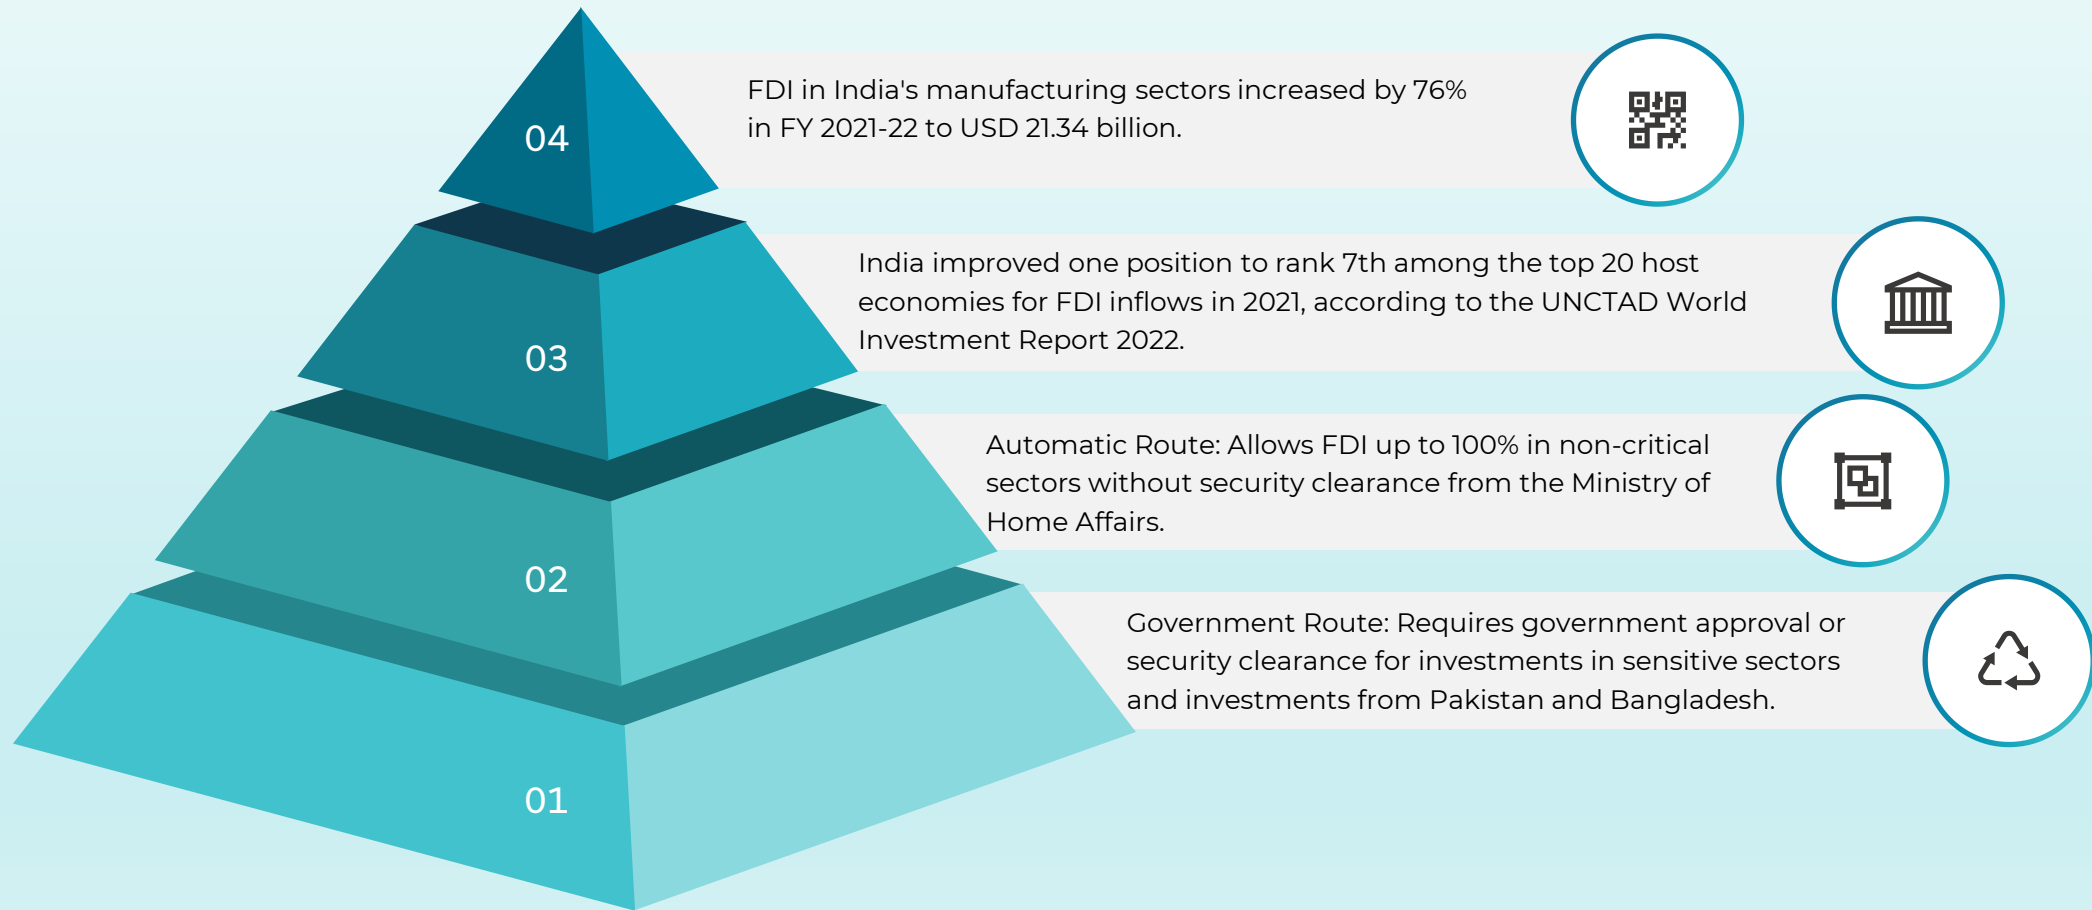 04
FDI in India's manufacturing sectors increased by 76%
in FY 2021-22 to USD 21.34 billion.
03
India improved one position to rank 7th among the top 20 host
economies for FDI inflows in 2021, according to the UNCTAD World
Investment Report 2022.
02
Automatic Route: Allows FDI up to 100% in non-critical
sectors without security clearance from the Ministry of
Home Affairs.
01
Government Route: Requires government approval or
security clearance for investments in sensitive sectors
and investments from Pakistan and Bangladesh.